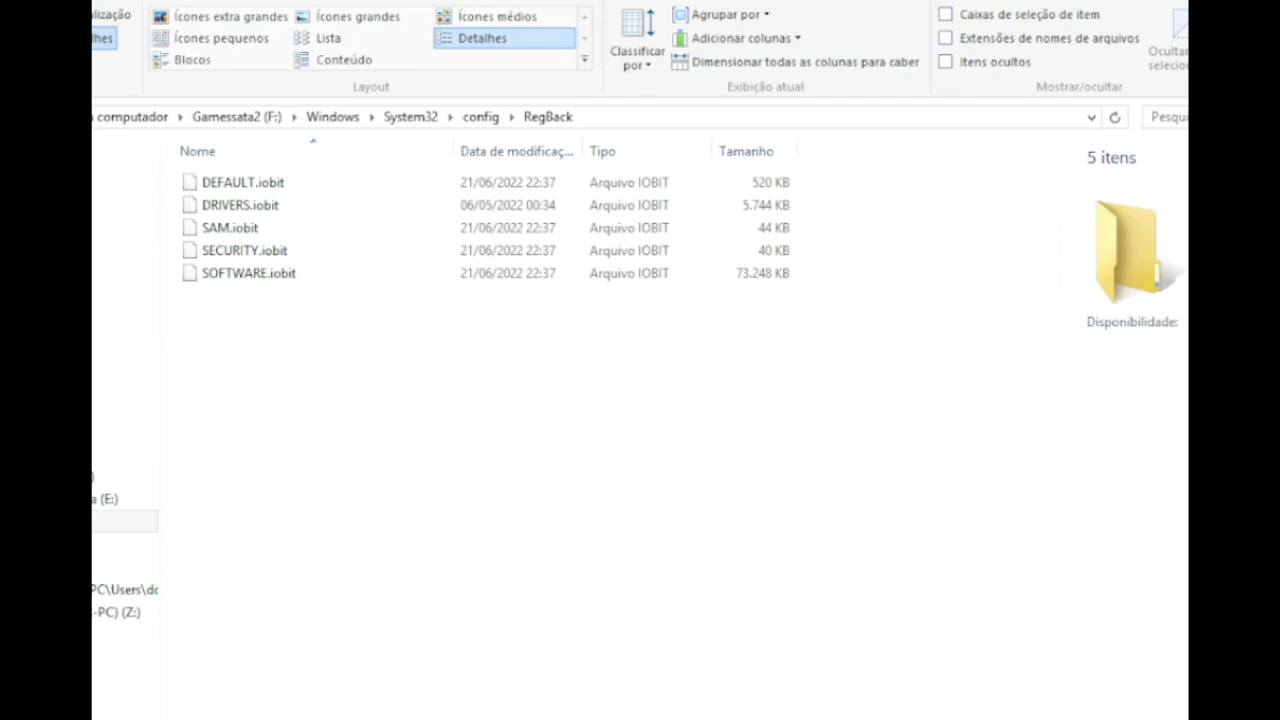 lização
Ícones extra grandes Ícones grandes Ícones médios
Agrupar por
Caixas de seleção de item
lhes
Ícones pequenos Lista Detalhes
Adicionar colunas
Extensões de nomes de arquivos
Blocos Conteúdo
Classificar por
Dimensionar todas as colunas para caber
Itens ocultos
Ocultar
selecio
Layout Exibição atual Mostrar/ocultar
computador Gamessata2 (F:) Windows System32 config RegBack Pesqui
Nome Data de modificaç... Tipo Tamanho
5 itens
DEFAULT.iobit 21/06/2022 22:37 Arquivo IOBIT 520 KB
DRIVERS.iobit 06/05/2022 00:34 Arquivo IOBIT 5.744 KB
SAM.iobit 21/06/2022 22:37 Arquivo IOBIT 44 KB
SECURITY.iobit 21/06/2022 22:37 Arquivo IOBIT 40 KB
SOFTWARE.iobit 21/06/2022 22:37 Arquivo IOBIT 73.248 KB
Disponibilidade:
)
a (E:)
PC\Users\dc
-PC) (Z:)